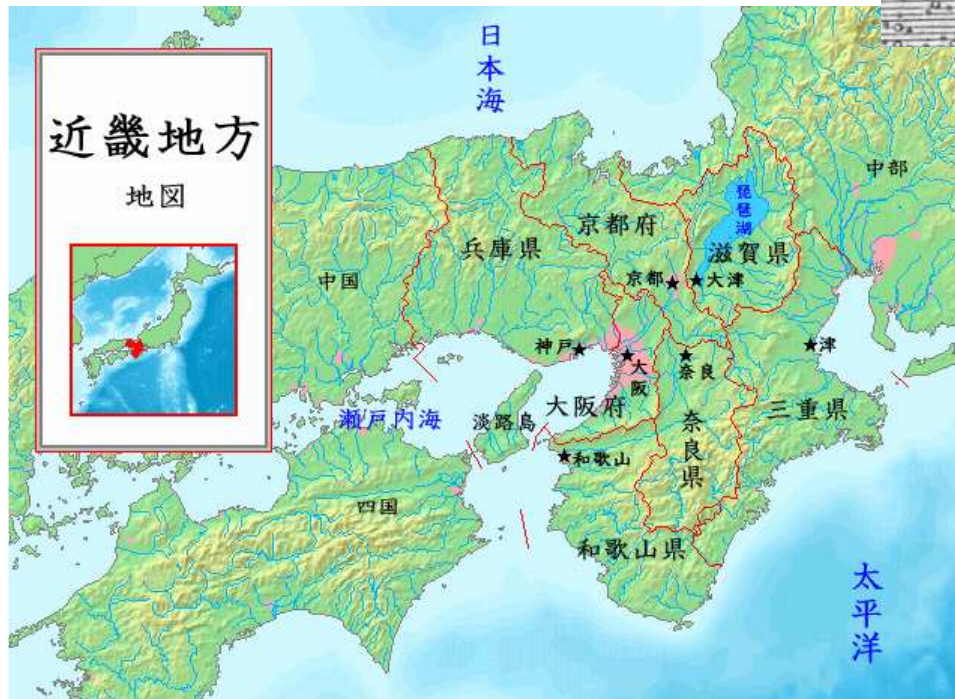 近畿地方
地図
日本海
中部
琵琶湖
京都府
滋賀県
兵庫県
中国
京都
大津
神戸
大阪
奈良
津
瀬戸内海
淡路島
大阪府
奈良県
三重県
和歌山
四国
和歌山県
太平洋